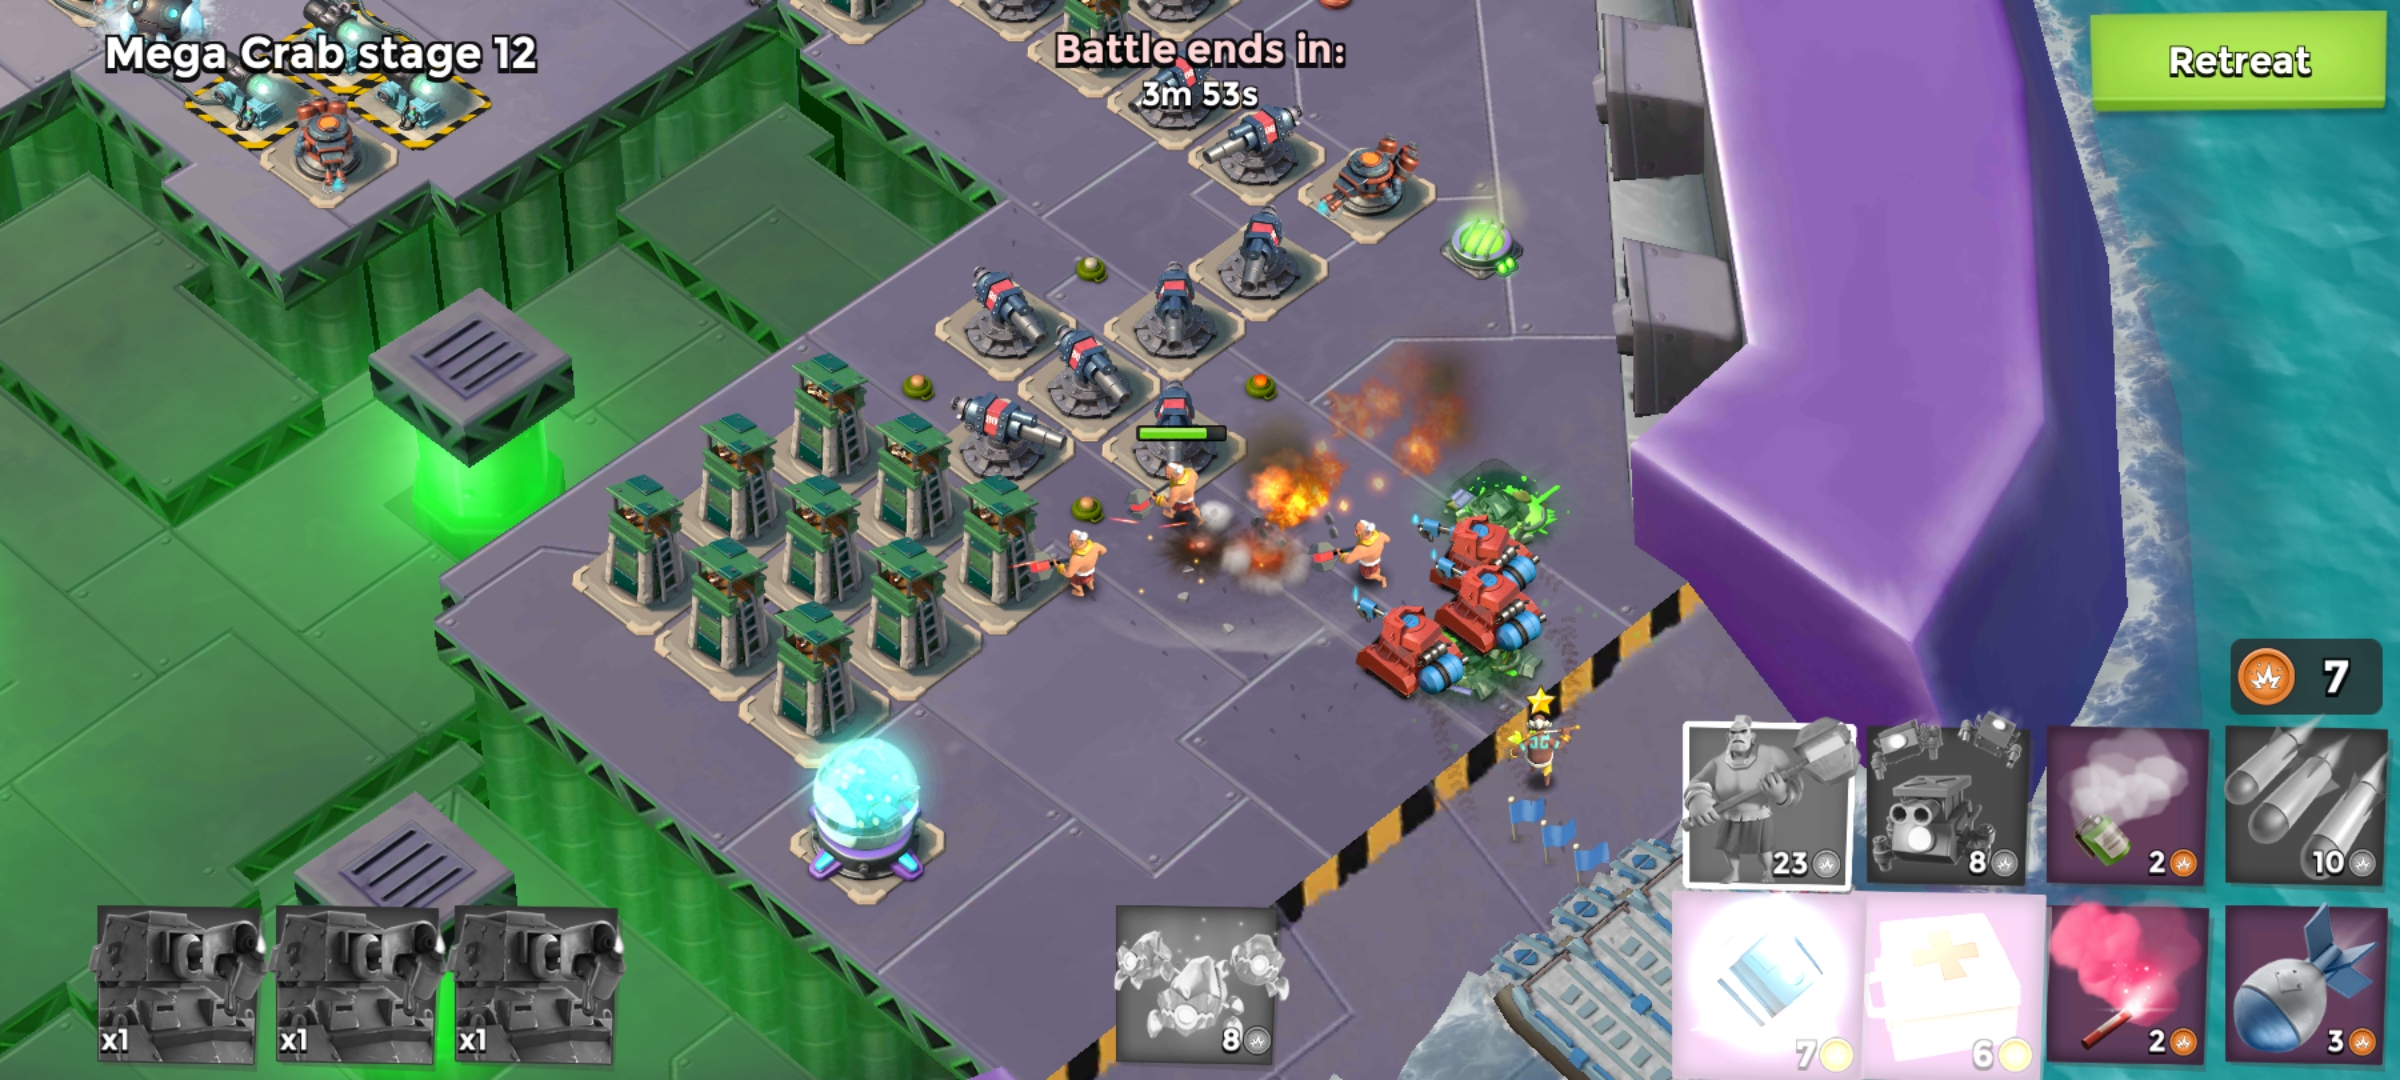 Mega Crab stage 12
Battle ends in:
3m 53s
Retreat
7
23
8
2
10
x1
x1
x1
8
7
6
2
3